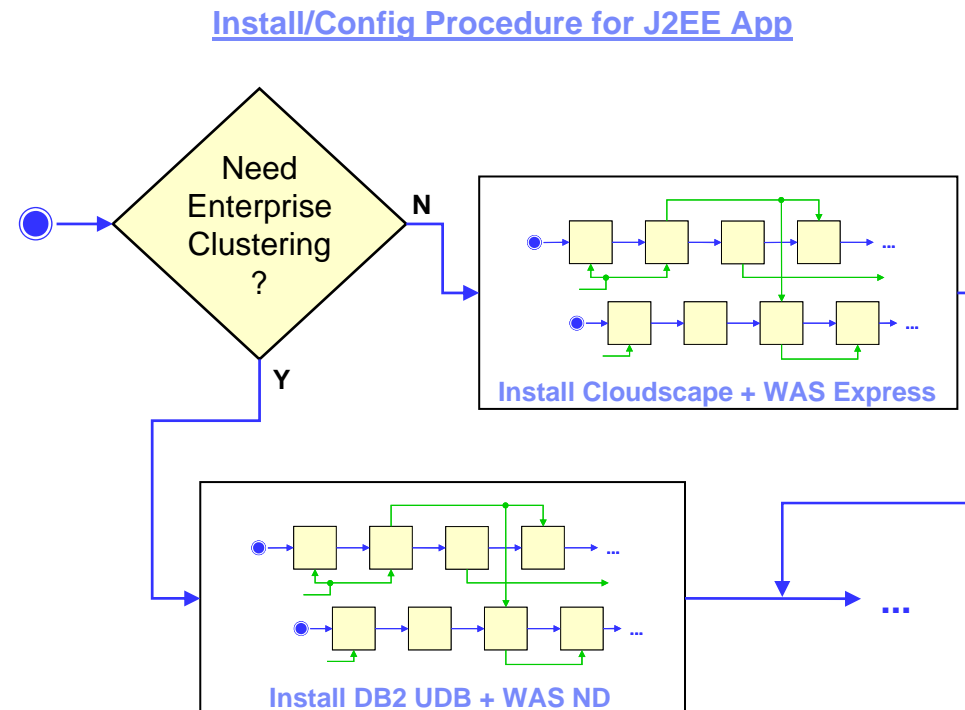 Install/Config Procedure for J2EE App
Need
Enterprise
Clustering
?
N
Y
...
...
Install Cloudscape + WAS Express
...
...
Install DB2 UDB + WAS ND
...